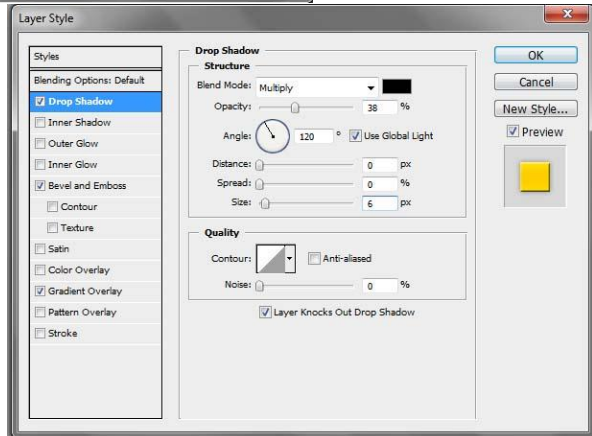 Layer Style
Styles
Blending Options: Default
Drop Shadow
Inner Shadow
Outer Glow
Inner Glow
Bevel and Emboss
Contour
Texture
Satin
Color Overlay
Gradient Overlay
Pattern Overlay
Stroke
Drop Shadow
Structure
Blend Mode: Multiply
Opacity: 38 %
Angle: 120 ° Use Global Light
Distance: 0 px
Spread: 0 %
Size: 6 px
Quality
Contour: Anti-aliased
Noise: 0 %
Layer Knocks Out Drop Shadow
OK
Cancel
New Style...
Preview